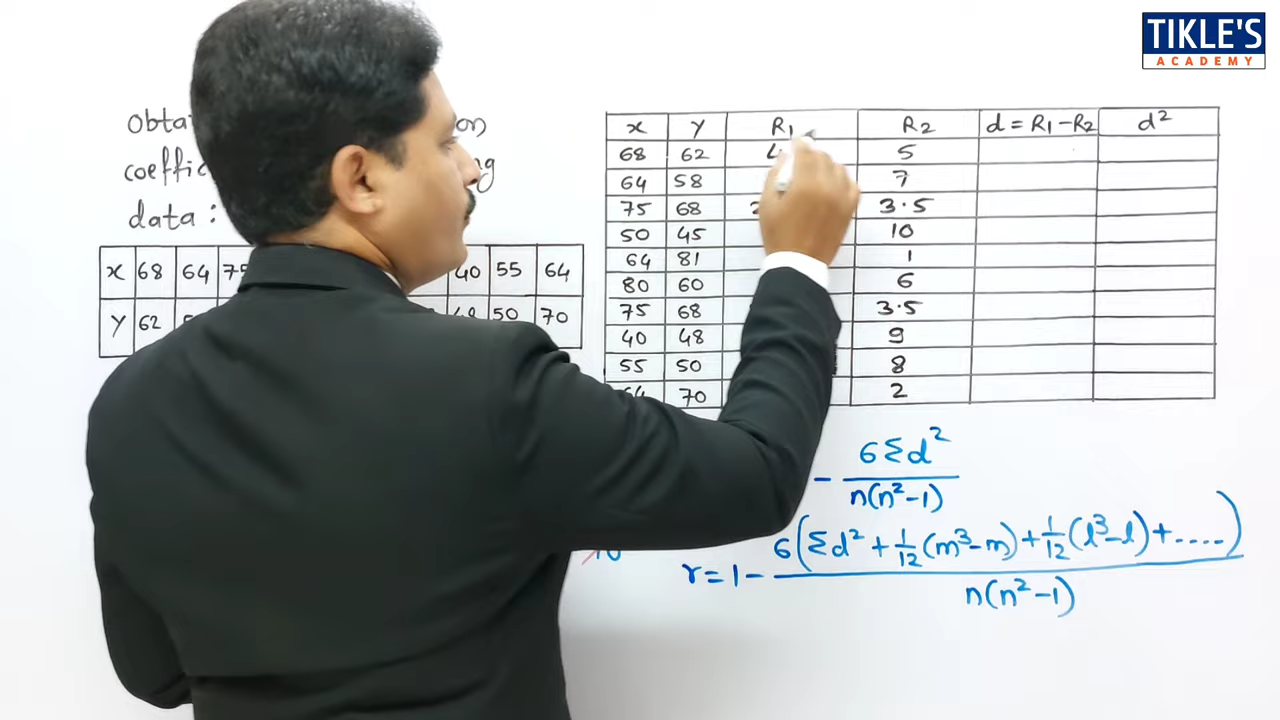 TIKLE'S
ACADEMY
data :
X 68 64 75 40 55 64
Y 62 50 70
x y R1 R2 d = R1 - R2 d²
68 62 4 5
64 58 7
75 68 2 3.5
50 45 10
64 81 1
80 60 6
75 68 3.5
40 48 9
55 50 8
64 70 2
- 6Σd² / n(n²-1)
r = 1 - 6(Σd² + 1/12 (m³-m) + 1/12 (l³-l) + ....) / n(n²-1)